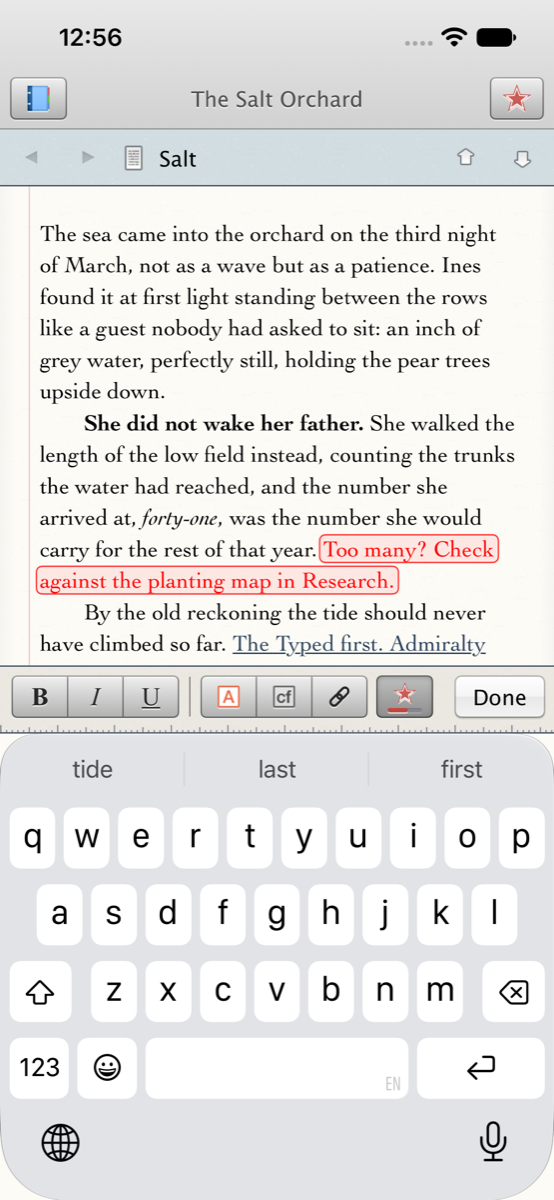 12:56
The Salt Orchard
Salt
The sea came into the orchard on the third night
of March, not as a wave but as a patience. Ines
found it at first light standing between the rows
like a guest nobody had asked to sit: an inch of
grey water, perfectly still, holding the pear trees
upside down.
She did not wake her father. She walked the
length of the low field instead, counting the trunks
the water had reached, and the number she
arrived at, forty-one, was the number she would
carry for the rest of that year. Too many? Check
against the planting map in Research.
By the old reckoning the tide should never
have climbed so far. The Typed first. Admiralty
B I U A cf Done
tide last first
q w e r t y u i o p
a s d f g h j k l
z x c v b n m
123
EN